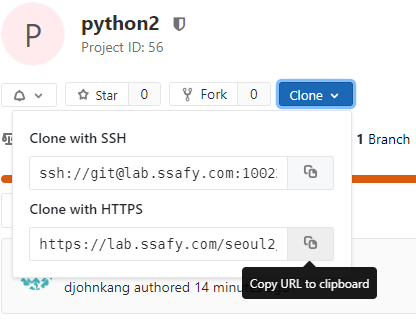 P
python2
Project ID: 56
Star 0
Fork 0
Clone
Clone with SSH
1 Branch
ssh://git@lab.ssafy.com:1002
Clone with HTTPS
https://lab.ssafy.com/seoul2
Copy URL to clipboard
djohnkang authored 14 minut